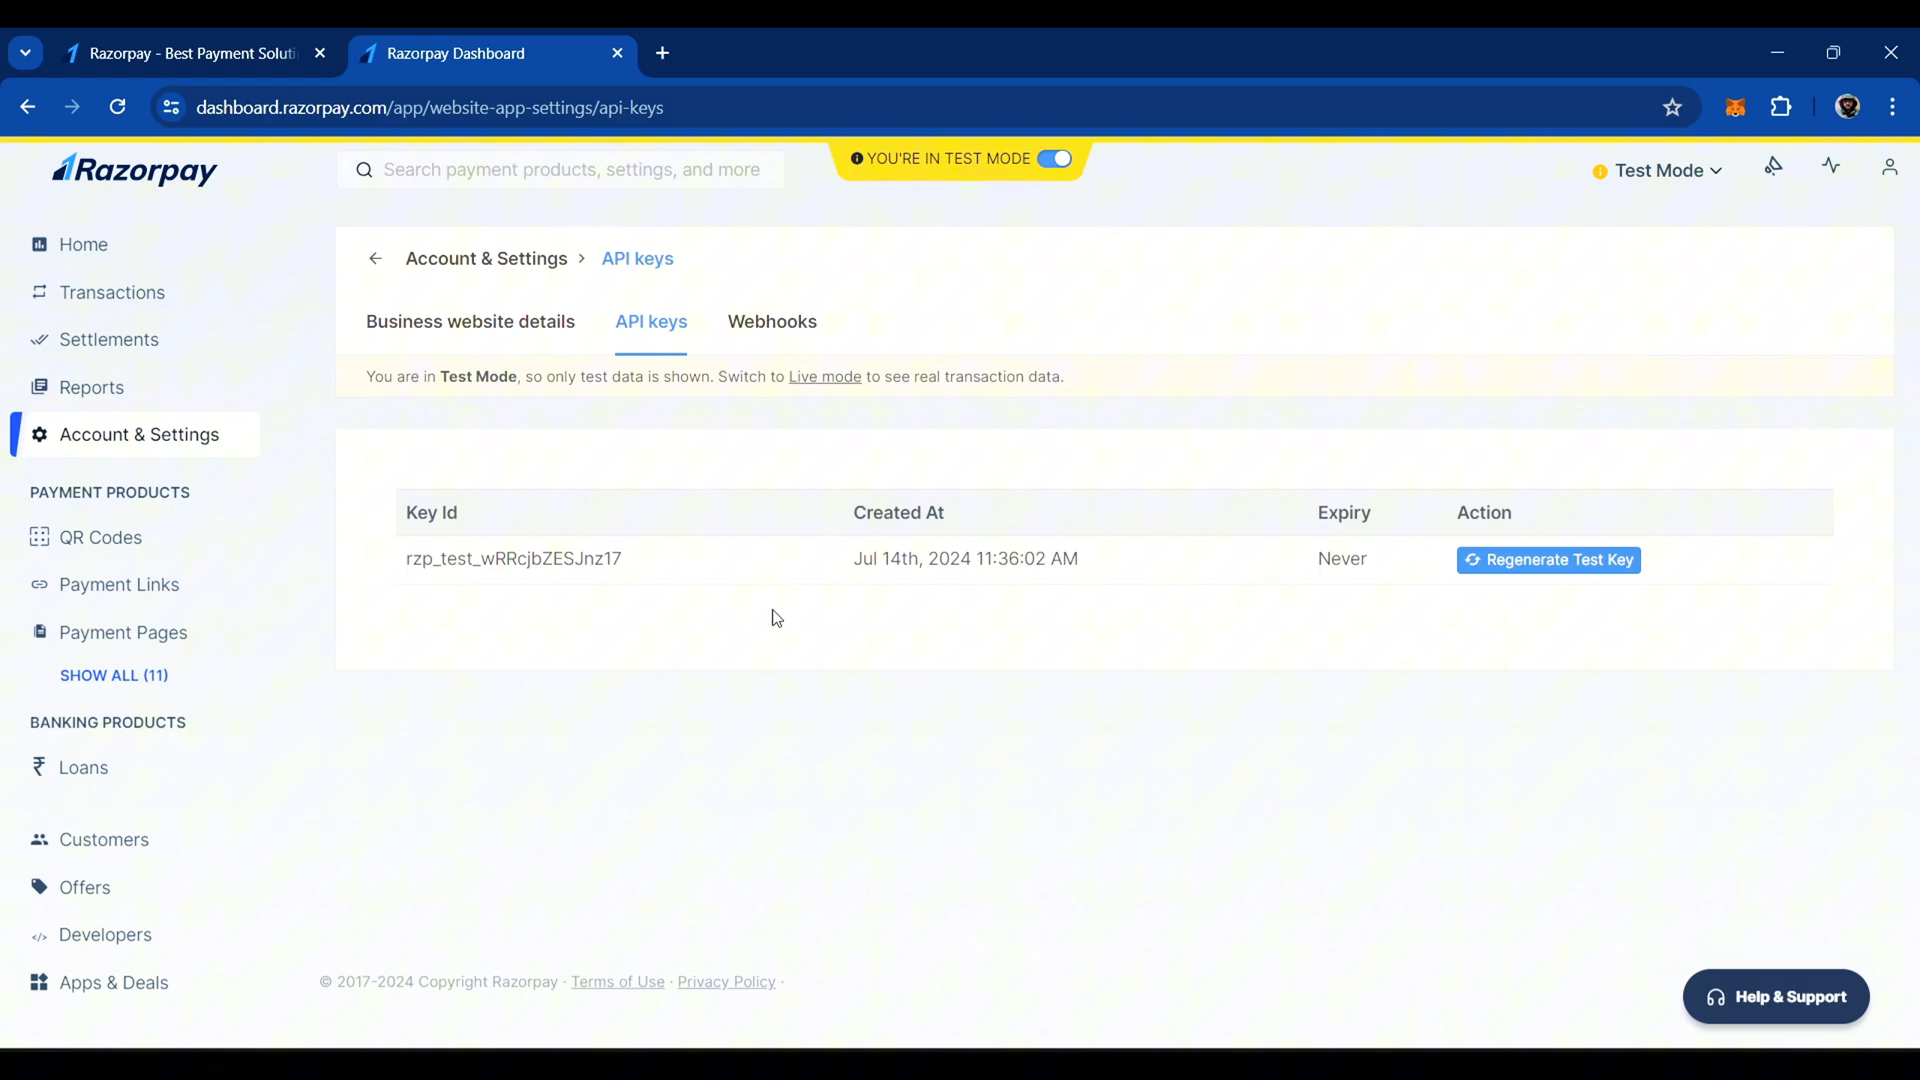 Razorpay - Best Payment Soluti
Razorpay Dashboard
dashboard.razorpay.com/app/website-app-settings/api-keys
Razorpay
Search payment products, settings, and more
YOU'RE IN TEST MODE
Test Mode
Home
Transactions
Settlements
Reports
Account & Settings
PAYMENT PRODUCTS
QR Codes
Payment Links
Payment Pages
SHOW ALL (11)
BANKING PRODUCTS
Loans
Customers
Offers
Developers
Apps & Deals
Account & Settings > API keys
Business website details API keys Webhooks
You are in Test Mode, so only test data is shown. Switch to Live mode to see real transaction data.
Key Id Created At Expiry Action
rzp_test_wRRcjbZESJnz17 Jul 14th, 2024 11:36:02 AM Never Regenerate Test Key
© 2017-2024 Copyright Razorpay · Terms of Use · Privacy Policy ·
Help & Support